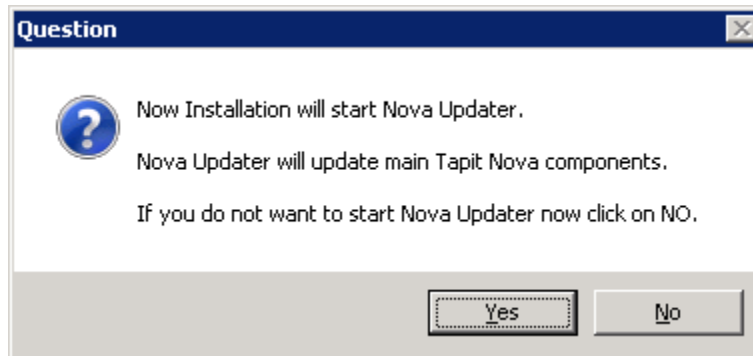 Question
Now Installation will start Nova Updater.
Nova Updater will update main Tapit Nova components.
If you do not want to start Nova Updater now click on NO.
Yes
No